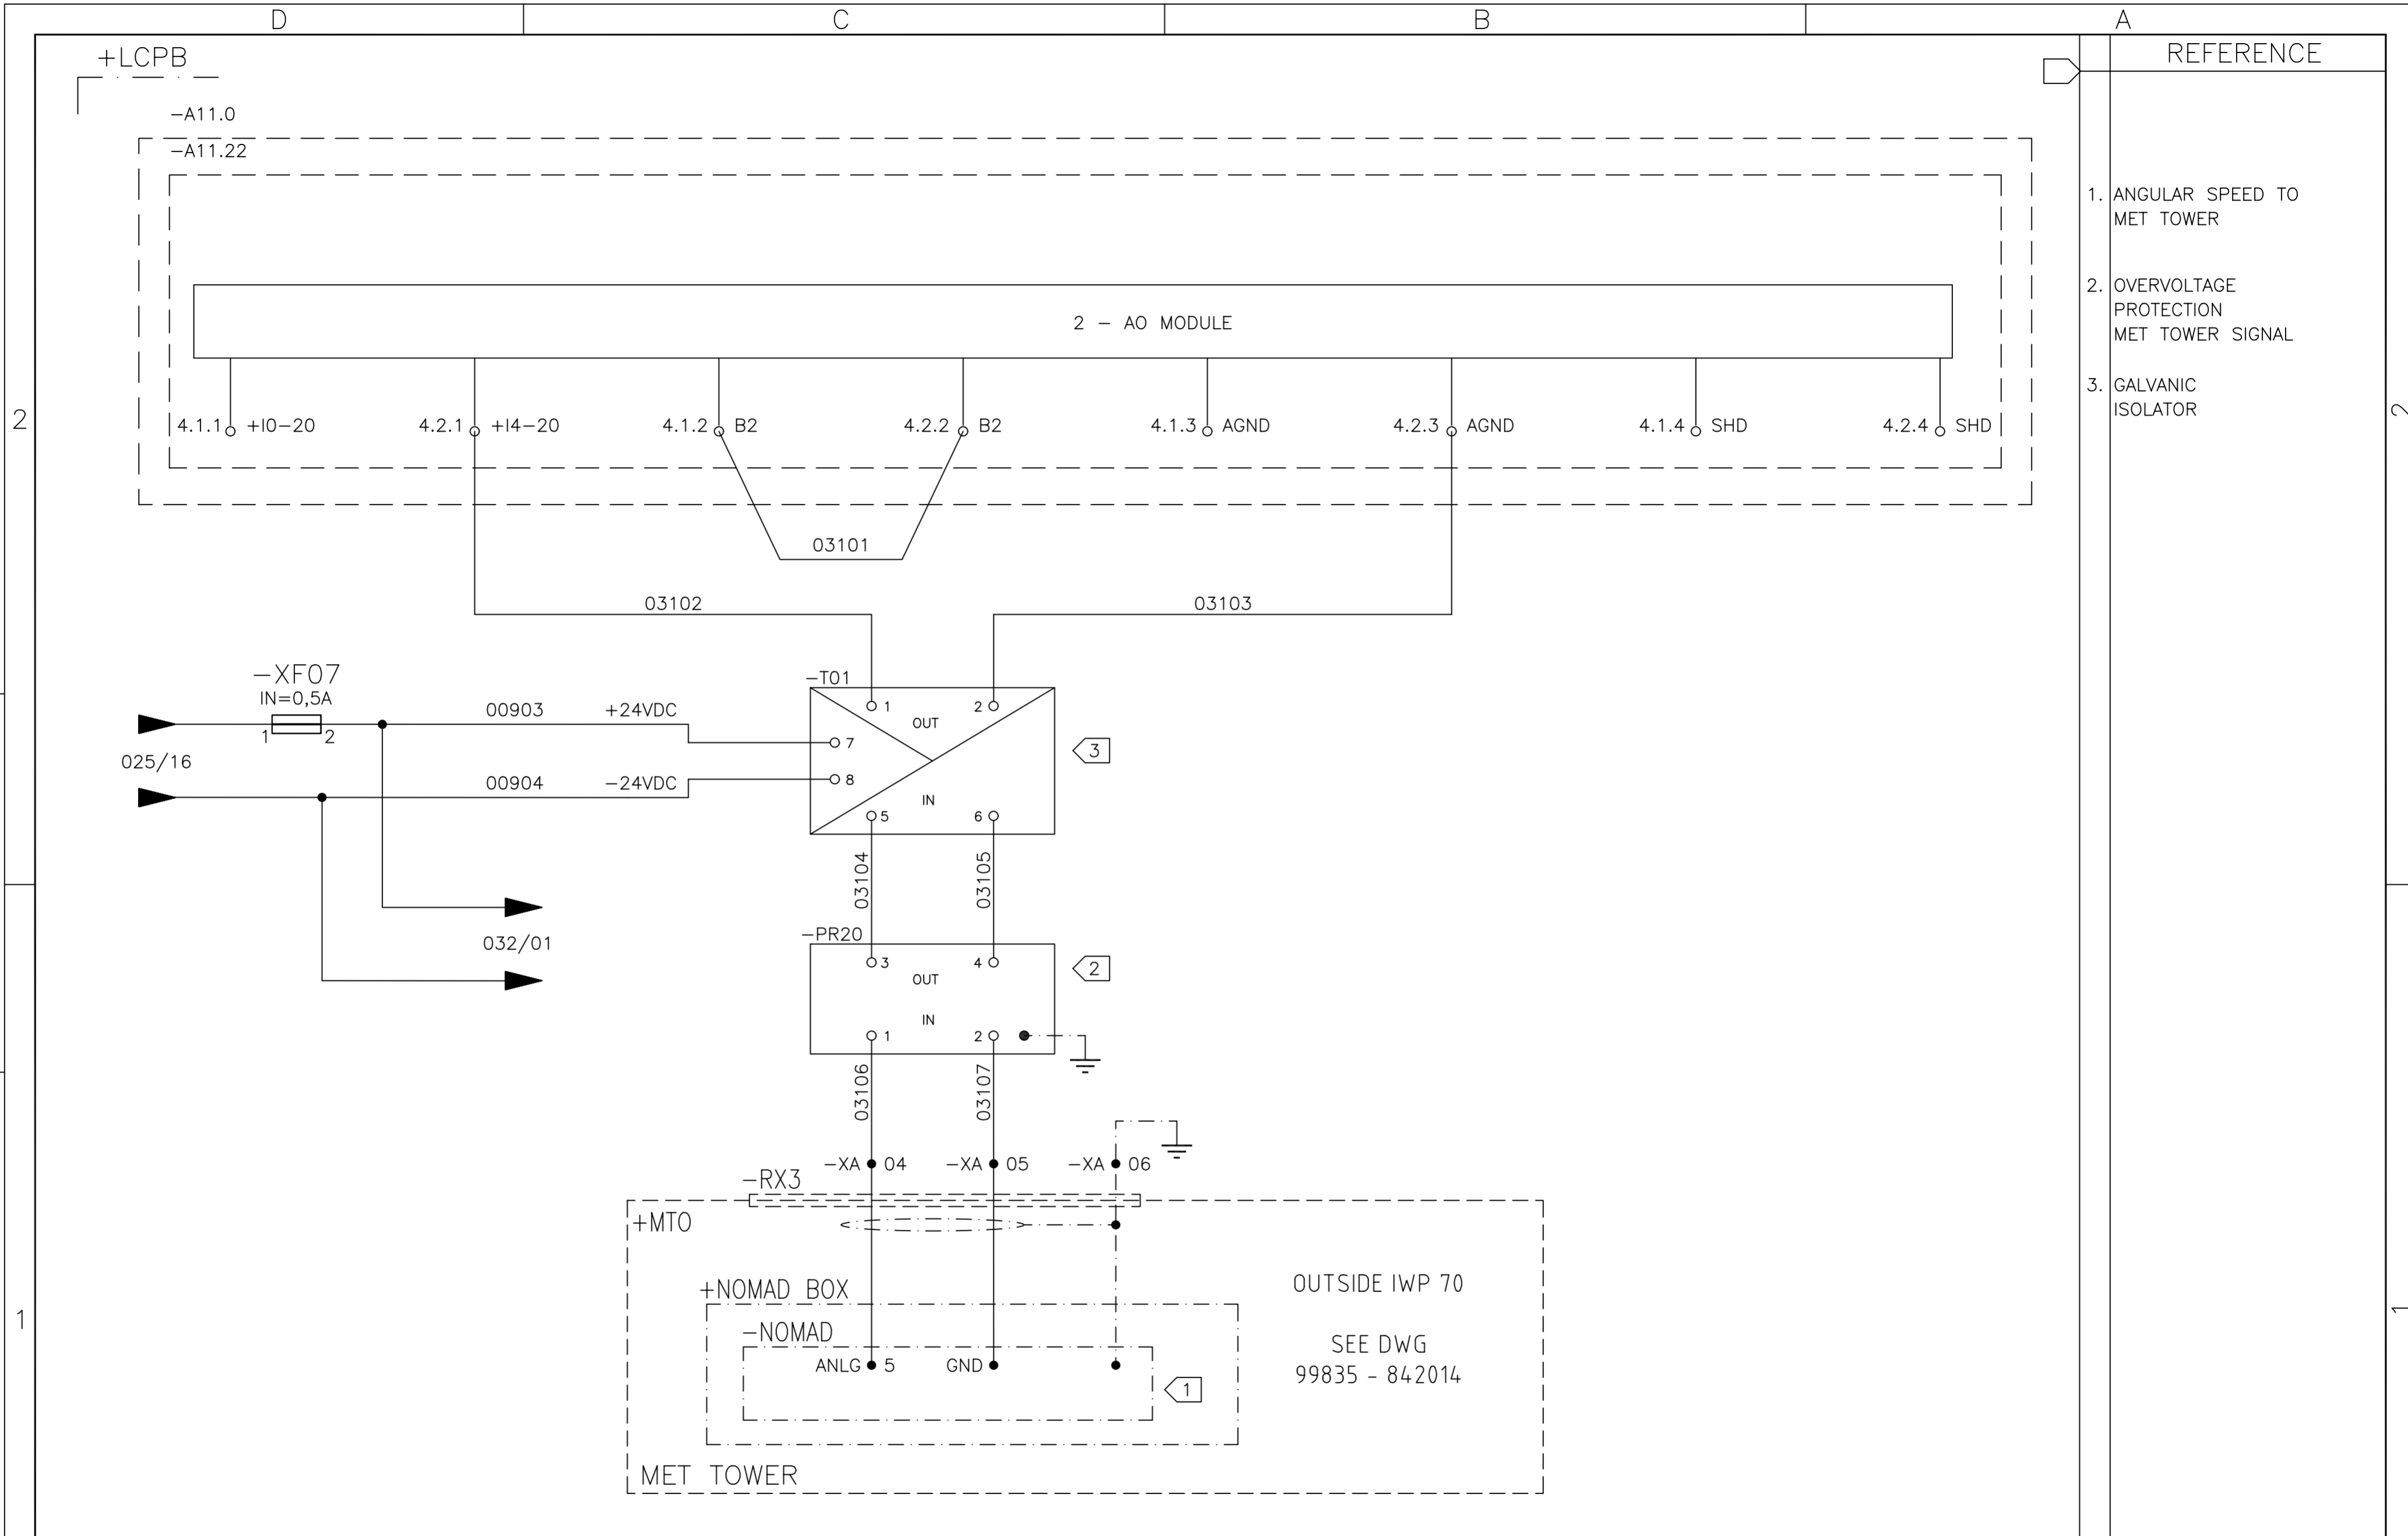 D C B A
+LCPB
REFERENCE
-A11.0
-A11.22
1. ANGULAR SPEED TO
MET TOWER
2. OVERVOLTAGE
PROTECTION
MET TOWER SIGNAL
3. GALVANIC
ISOLATOR
2 - AO MODULE
2
2
4.1.1 +I0-20
4.2.1 +I4-20
4.1.2 B2
4.2.2 B2
4.1.3 AGND
4.2.3 AGND
4.1.4 SHD
4.2.4 SHD
03101
03102
03103
-XF07
IN=0,5A
1 2
00903 +24VDC
025/16
00904 -24VDC
-T01
1 OUT 2
7
8
IN
5 6
3
03104
03105
032/01
-PR20
3 OUT 4
IN
1 2
2
03106
03107
-XA 04
-XA 05
-XA 06
-RX3
+MTO
+NOMAD BOX
-NOMAD
ANLG 5
GND
1
OUTSIDE IWP 70
SEE DWG
99835 - 842014
MET TOWER
1
1